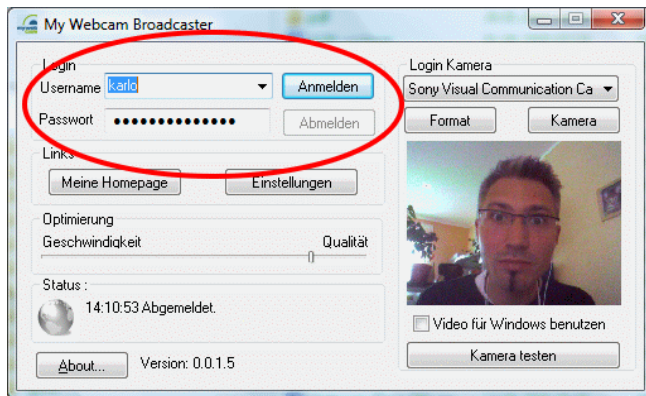 My Webcam Broadcaster
Login
Username karlo
Anmelden
Passwort ••••••••••••••
Abmelden
Links
Meine Homepage
Einstellungen
Optimierung
Geschwindigkeit
Qualität
Status :
14:10:53 Abgemeldet.
About...
Version: 0.0.1.5
Login Kamera
Sony Visual Communication Ca
Format
Kamera
Video für Windows benutzen
Kamera testen